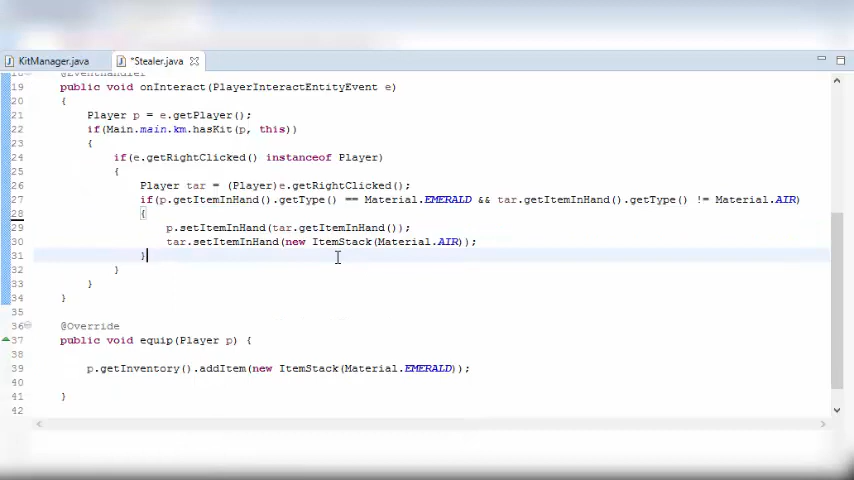 KitManager.java *Stealer.java
@EventHandler
19 public void onInteract(PlayerInteractEntityEvent e)
20 {
21 Player p = e.getPlayer();
22 if(Main.main.km.hasKit(p, this))
23 {
24 if(e.getRightClicked() instanceof Player)
25 {
26 Player tar = (Player)e.getRightClicked();
27 if(p.getItemInHand().getType() == Material.EMERALD && tar.getItemInHand().getType() != Material.AIR)
28 {
29 p.setItemInHand(tar.getItemInHand());
30 tar.setItemInHand(new ItemStack(Material.AIR));
31 }
32 }
33 }
34 }
35
36 @Override
37 public void equip(Player p) {
38
39 p.getInventory().addItem(new ItemStack(Material.EMERALD));
40
41 }
42